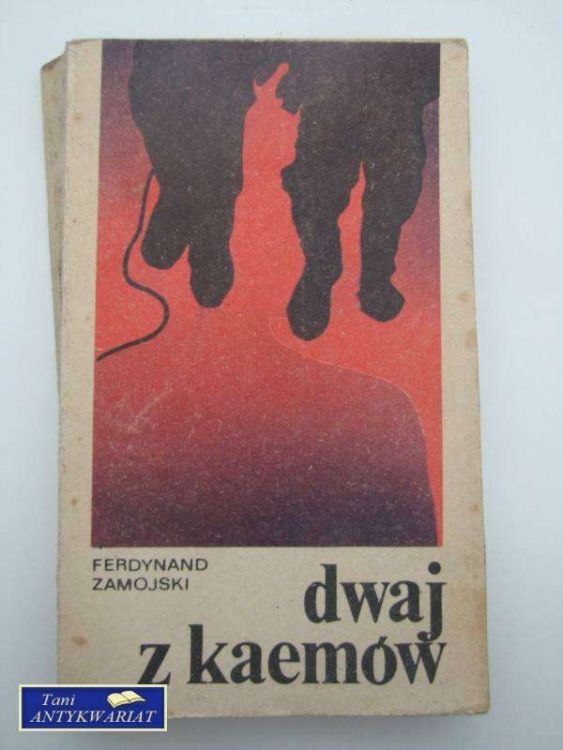 FERDYNAND
ZAMOJSKI
dwaj
z kaemów
Tani
ANTYKWARIAT